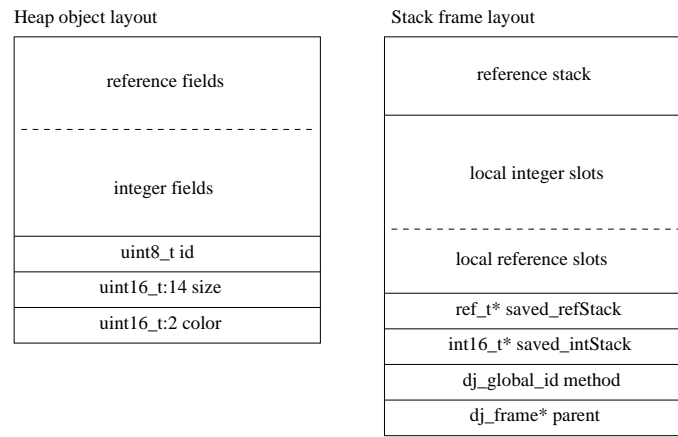 Heap object layout
reference fields
integer fields
uint8_t id
uint16_t:14 size
uint16_t:2 color
Stack frame layout
reference stack
local integer slots
local reference slots
ref_t* saved_refStack
int16_t* saved_intStack
dj_global_id method
dj_frame* parent